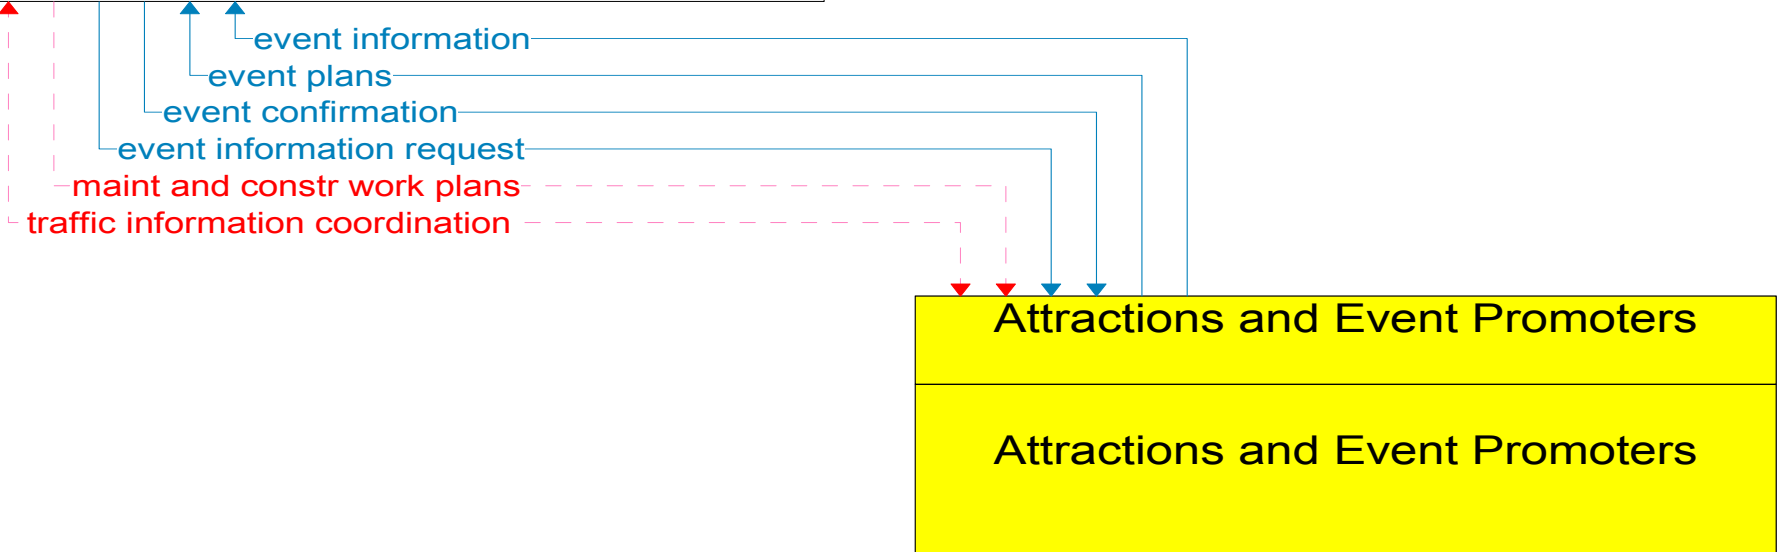 event information
event plans
event confirmation
event information request
maint and constr work plans
traffic information coordination
Attractions and Event Promoters
Attractions and Event Promoters